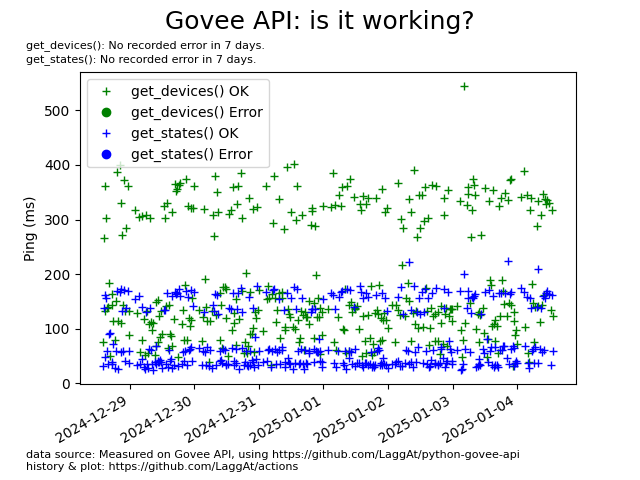 Govee API: is it working?
get_devices(): No recorded error in 7 days.
get_states(): No recorded error in 7 days.
get_devices() OK
get_devices() Error
get_states() OK
get_states() Error
Ping (ms)
500
400
300
200
100
0
2024-12-29
2024-12-30
2024-12-31
2025-01-01
2025-01-02
2025-01-03
2025-01-04
data source: Measured on Govee API, using https://github.com/LaggAt/python-govee-api
history & plot: https://github.com/LaggAt/actions